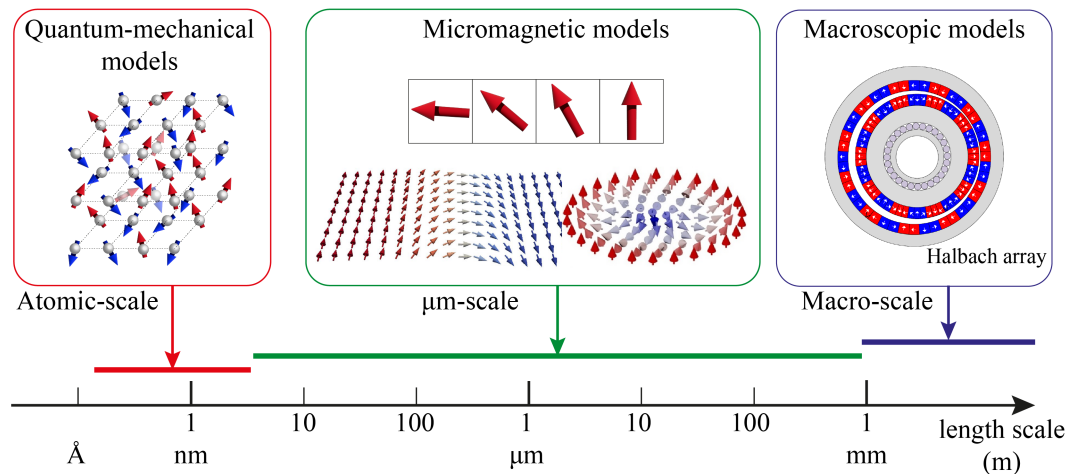 Quantum-mechanical
models
Micromagnetic models
Macroscopic models
Halbach array
Atomic-scale
μm-scale
Macro-scale
1 10 100 1 10 100 1
Å nm μm mm
length scale
(m)